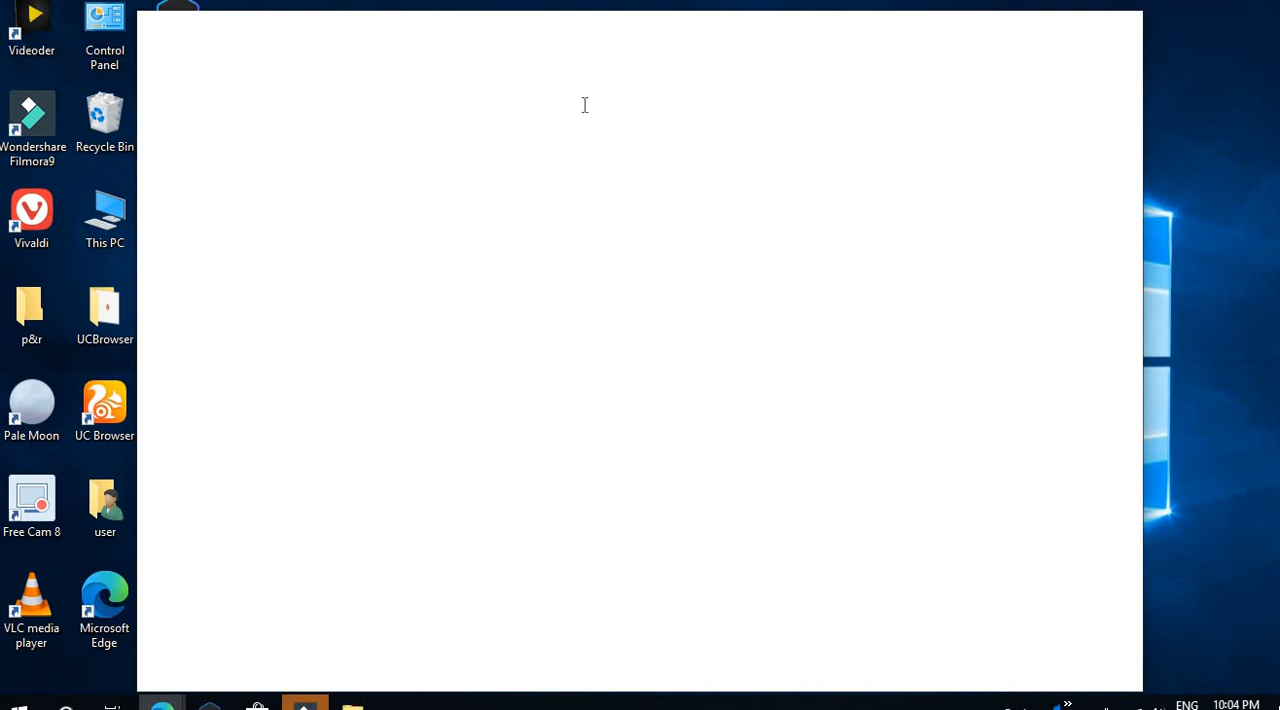 Videoder
Control
Panel
Wondershare
Filmora9
Recycle Bin
Vivaldi
This PC
p&r
UCBrowser
Pale Moon
UC Browser
Free Cam 8
user
VLC media
player
Microsoft
Edge
ENG
10:04 PM